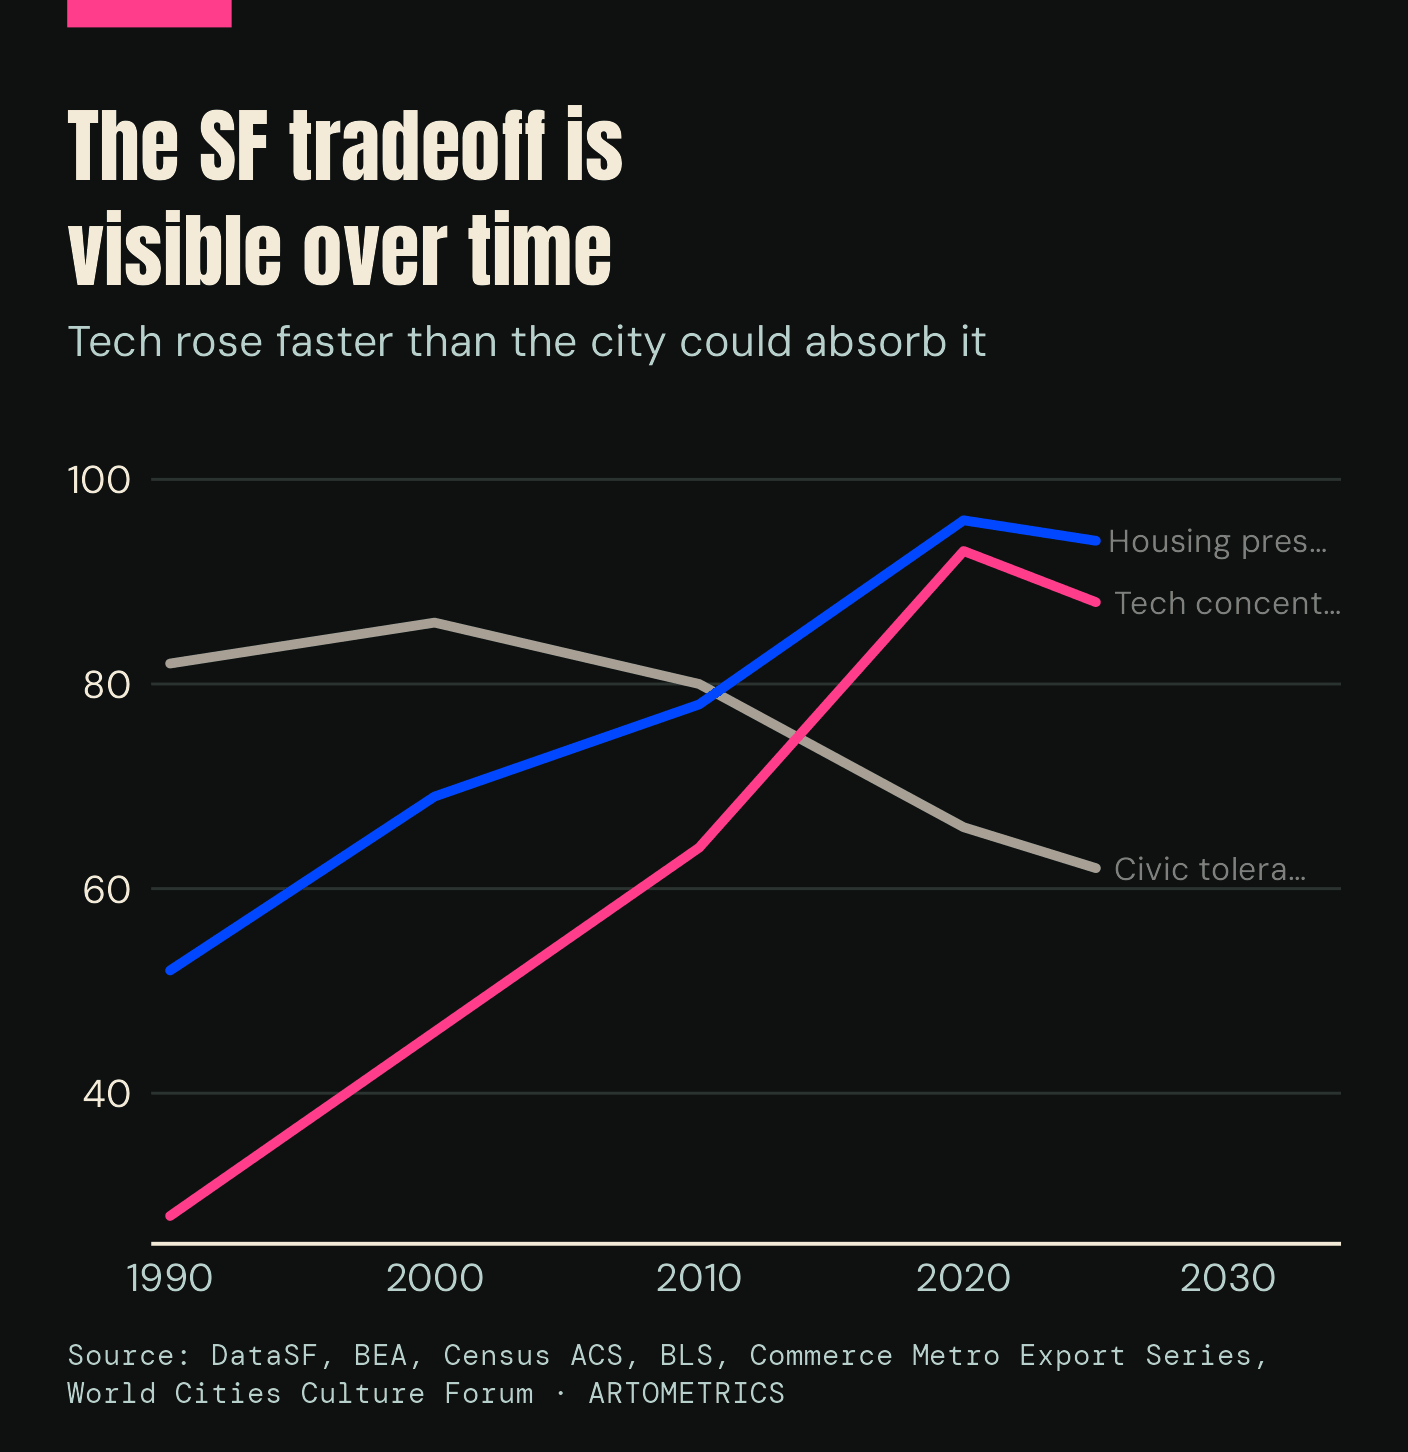 The SF tradeoff is
visible over time
Tech rose faster than the city could absorb it
100
Housing pres…
Tech concent…
80
Civic tolera…
60
40
1990 2000 2010 2020 2030
Source: DataSF, BEA, Census ACS, BLS, Commerce Metro Export Series,
World Cities Culture Forum · ARTOMETRICS